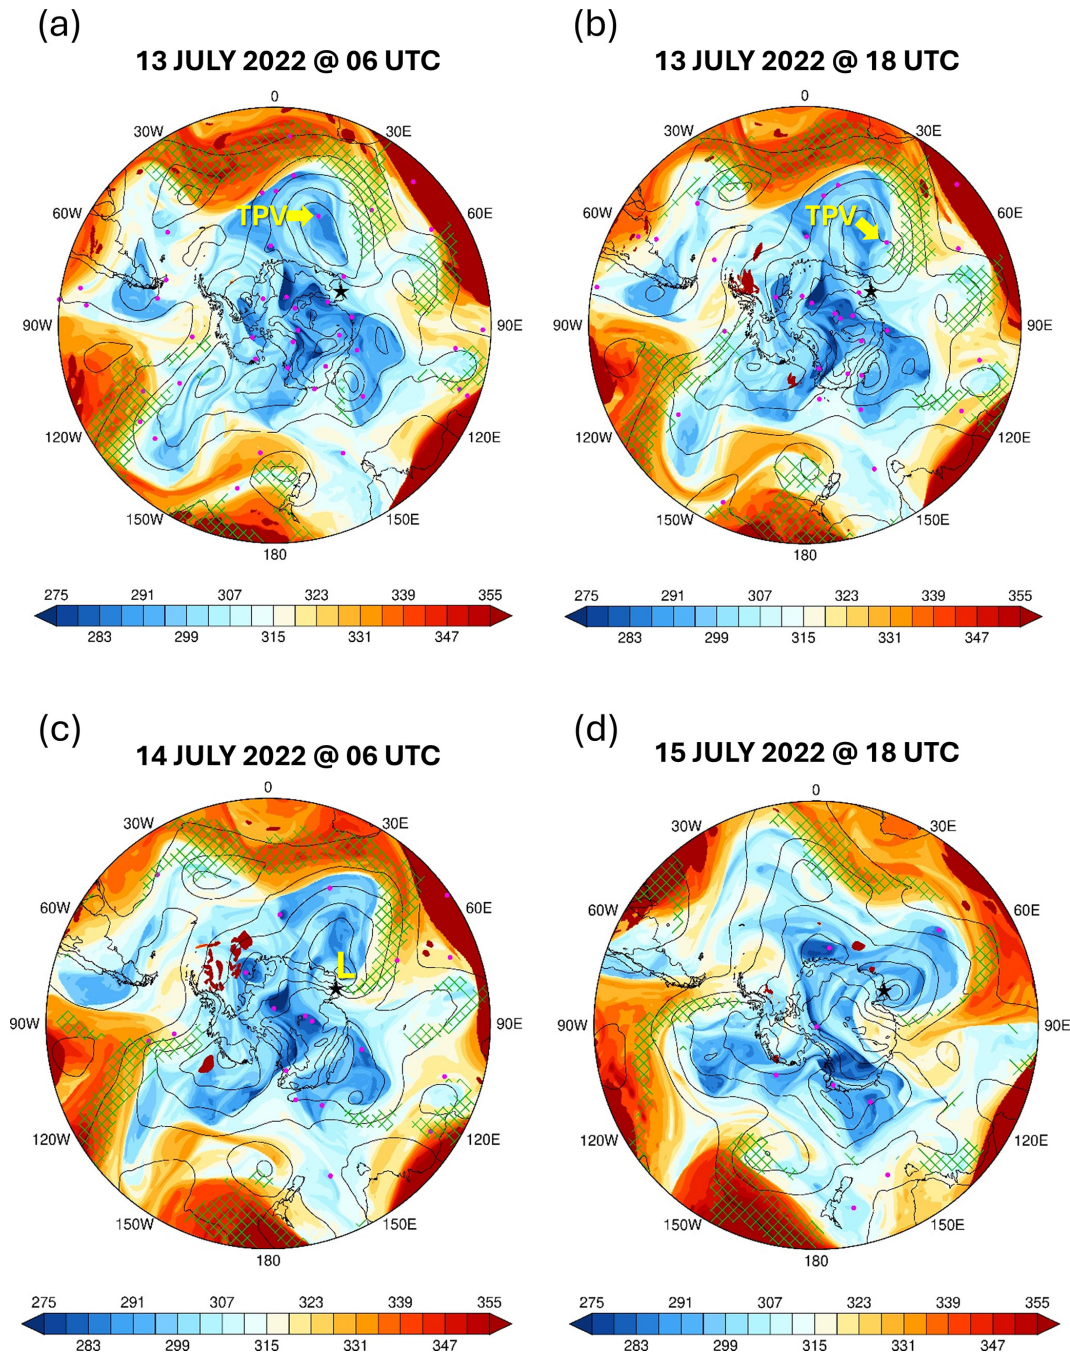 (a)
13 JULY 2022 @ 06 UTC
0
30W
30E
60W
TPV
60E
90W
90E
120W
120E
150W
150E
180
275 291 307 323 339 355
283 299 315 331 347
(b)
13 JULY 2022 @ 18 UTC
0
30W
30E
60W
TPV
60E
90W
90E
120W
120E
150W
150E
180
275 291 307 323 339 355
283 299 315 331 347
(c)
14 JULY 2022 @ 06 UTC
0
30W
30E
60W
60E
L
90W
90E
120W
120E
150W
150E
180
275 291 307 323 339 355
283 299 315 331 347
(d)
15 JULY 2022 @ 18 UTC
0
30W
30E
60W
60E
90W
90E
120W
120E
150W
150E
180
275 291 307 323 339 355
283 299 315 331 347